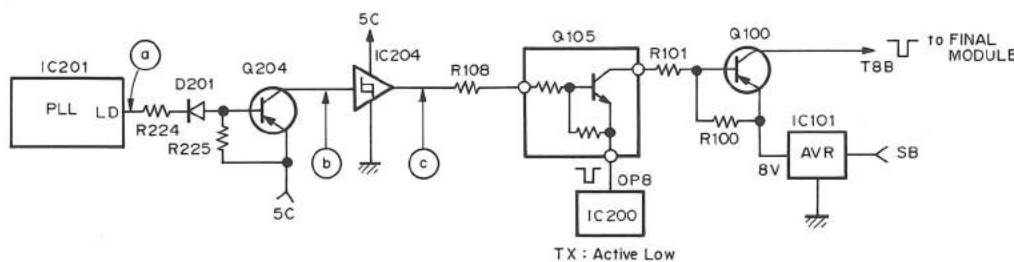 5C
IC204
Q105
Q100
to FINAL
MODULE
T8B
IC201
PLL
LD
a
D201
Q204
R108
R101
R224
R225
b
c
R100
IC101
AVR
8V
SB
5C
OP8
IC200
TX : Active Low